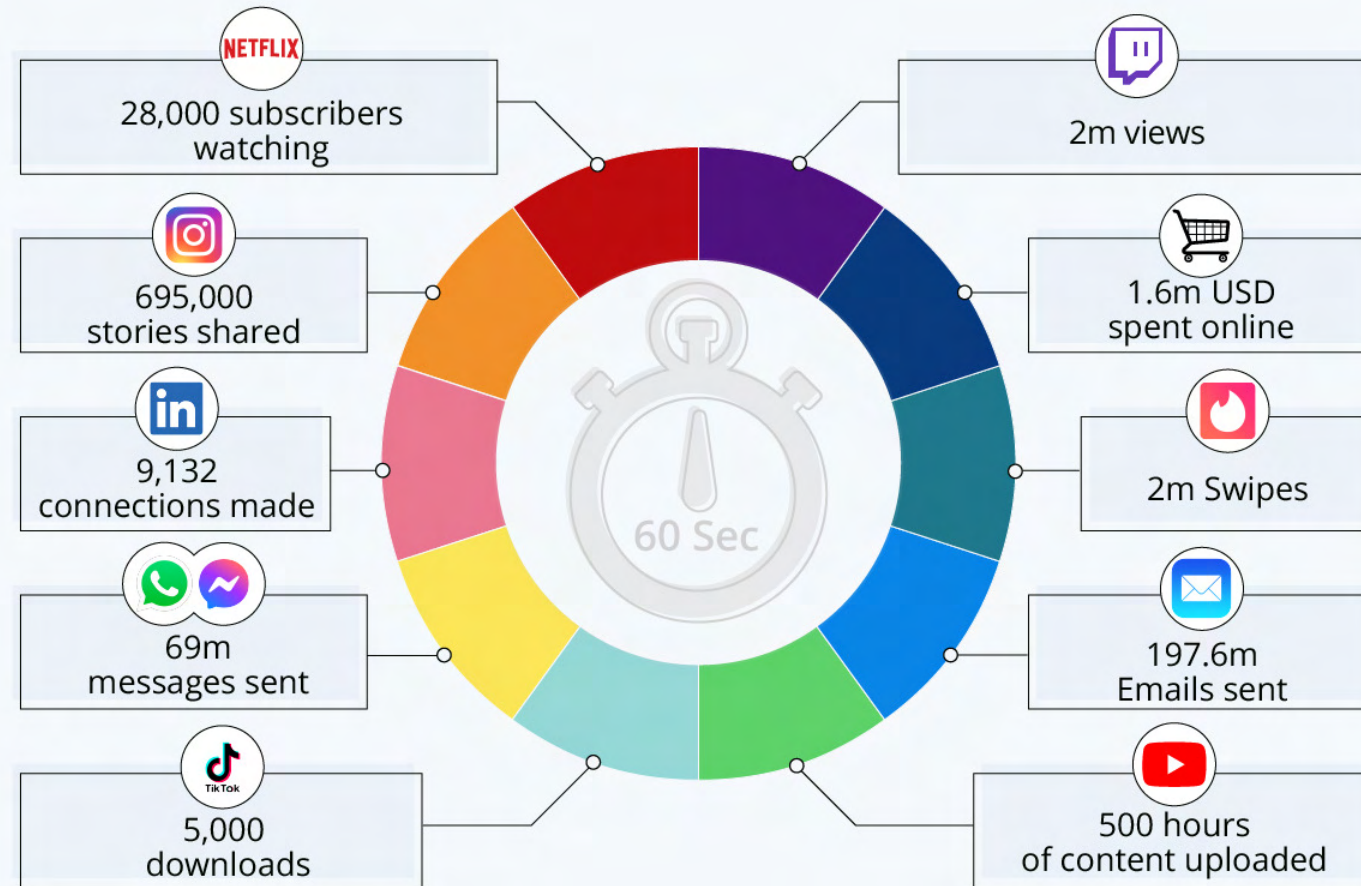 NETFLIX
28,000 subscribers
watching
2m views
695,000
stories shared
1.6m USD
spent online
in
9,132
connections made
2m Swipes
60 Sec
69m
messages sent
197.6m
Emails sent
TikTok
5,000
downloads
500 hours
of content uploaded